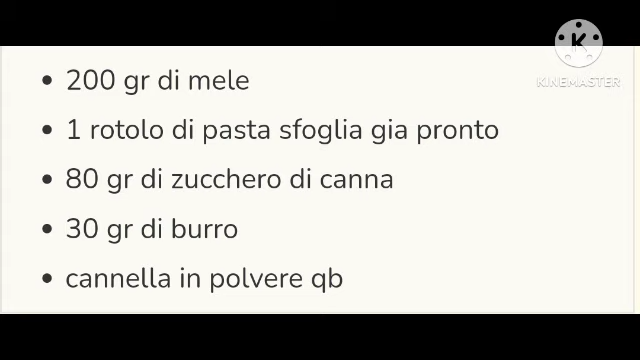 KINEMASTER
• 200 gr di mele
• 1 rotolo di pasta sfoglia gia pronto
• 80 gr di zucchero di canna
• 30 gr di burro
• cannella in polvere qb